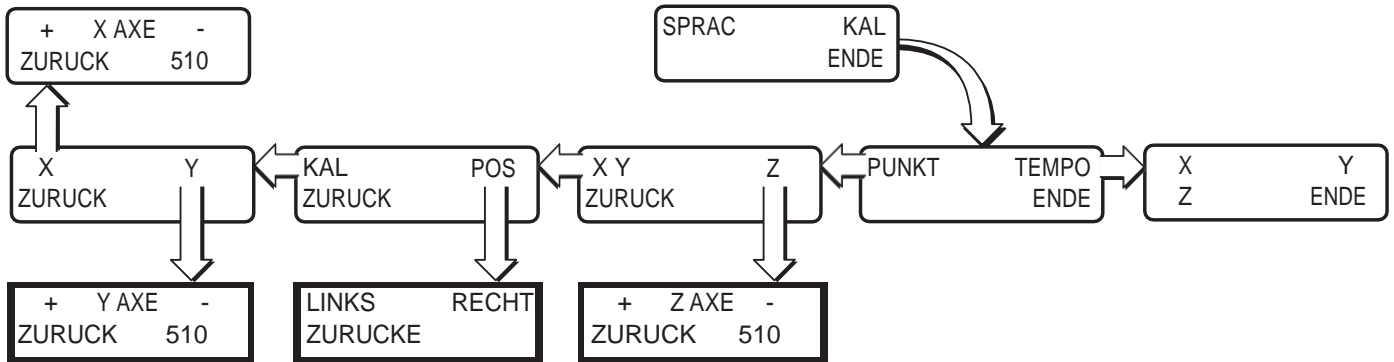 + X AXE -
ZURUCK 510
SPRAC KAL
ENDE
X Y
ZURUCK
KAL POS
ZURUCK
X Y Z
ZURUCK
PUNKT TEMPO
ENDE
X Y
Z ENDE
+ Y AXE -
ZURUCK 510
LINKS RECHT
ZURUCKE
+ Z AXE -
ZURUCK 510